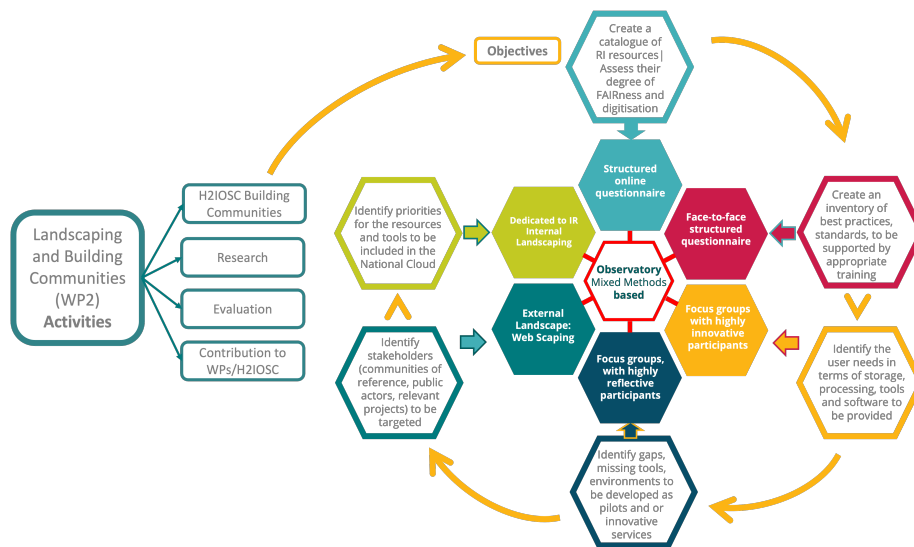 Objectives
Create a
catalogue of
RI resources|
Assess their
degree of
FAIRness and
digitisation
Structured
online
questionnaire
H2IOSC Building
Communities
Research
Evaluation
Contribution to
WPs/H2IOSC
Landscaping
and Building
Communities
(WP2)
Activities
Identify priorities
for the resources
and tools to be
included in the
National Cloud
Dedicated to IR
Internal
Landscaping
Face-to-face
structured
questionnaire
Create an
inventory of
best practices,
standards, to be
supported by
appropriate
training
Observatory
Mixed Methods
based
External
Landscape:
Web Scaping
Focus groups
with highly
innovative
participants
Focus groups,
with highly
reflective
participants
Identify
stakeholders
(communities of
reference, public
actors, relevant
projects) to be
targeted
Identify the
user needs in
terms of storage,
processing, tools
and software to
be provided
Identify gaps,
missing tools,
environments to
be developed as
pilots and or
innovative
services